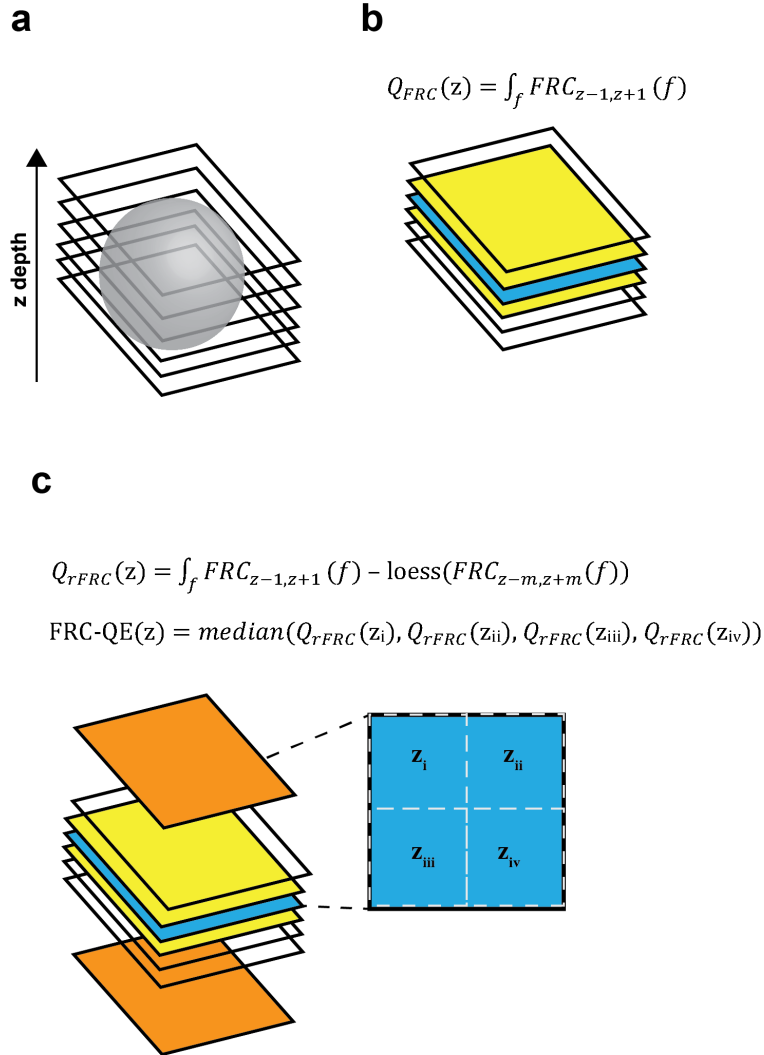 a
b
Q_FRC(z) = ∫_f FRC_{z−1,z+1}(f)
z depth
c
Q_rFRC(z) = ∫_f FRC_{z−1,z+1}(f) – loess(FRC_{z−m,z+m}(f))
FRC-QE(z) = median(Q_rFRC(z_i), Q_rFRC(z_ii), Q_rFRC(z_iii), Q_rFRC(z_iv))
z_i z_ii
z_iii z_iv